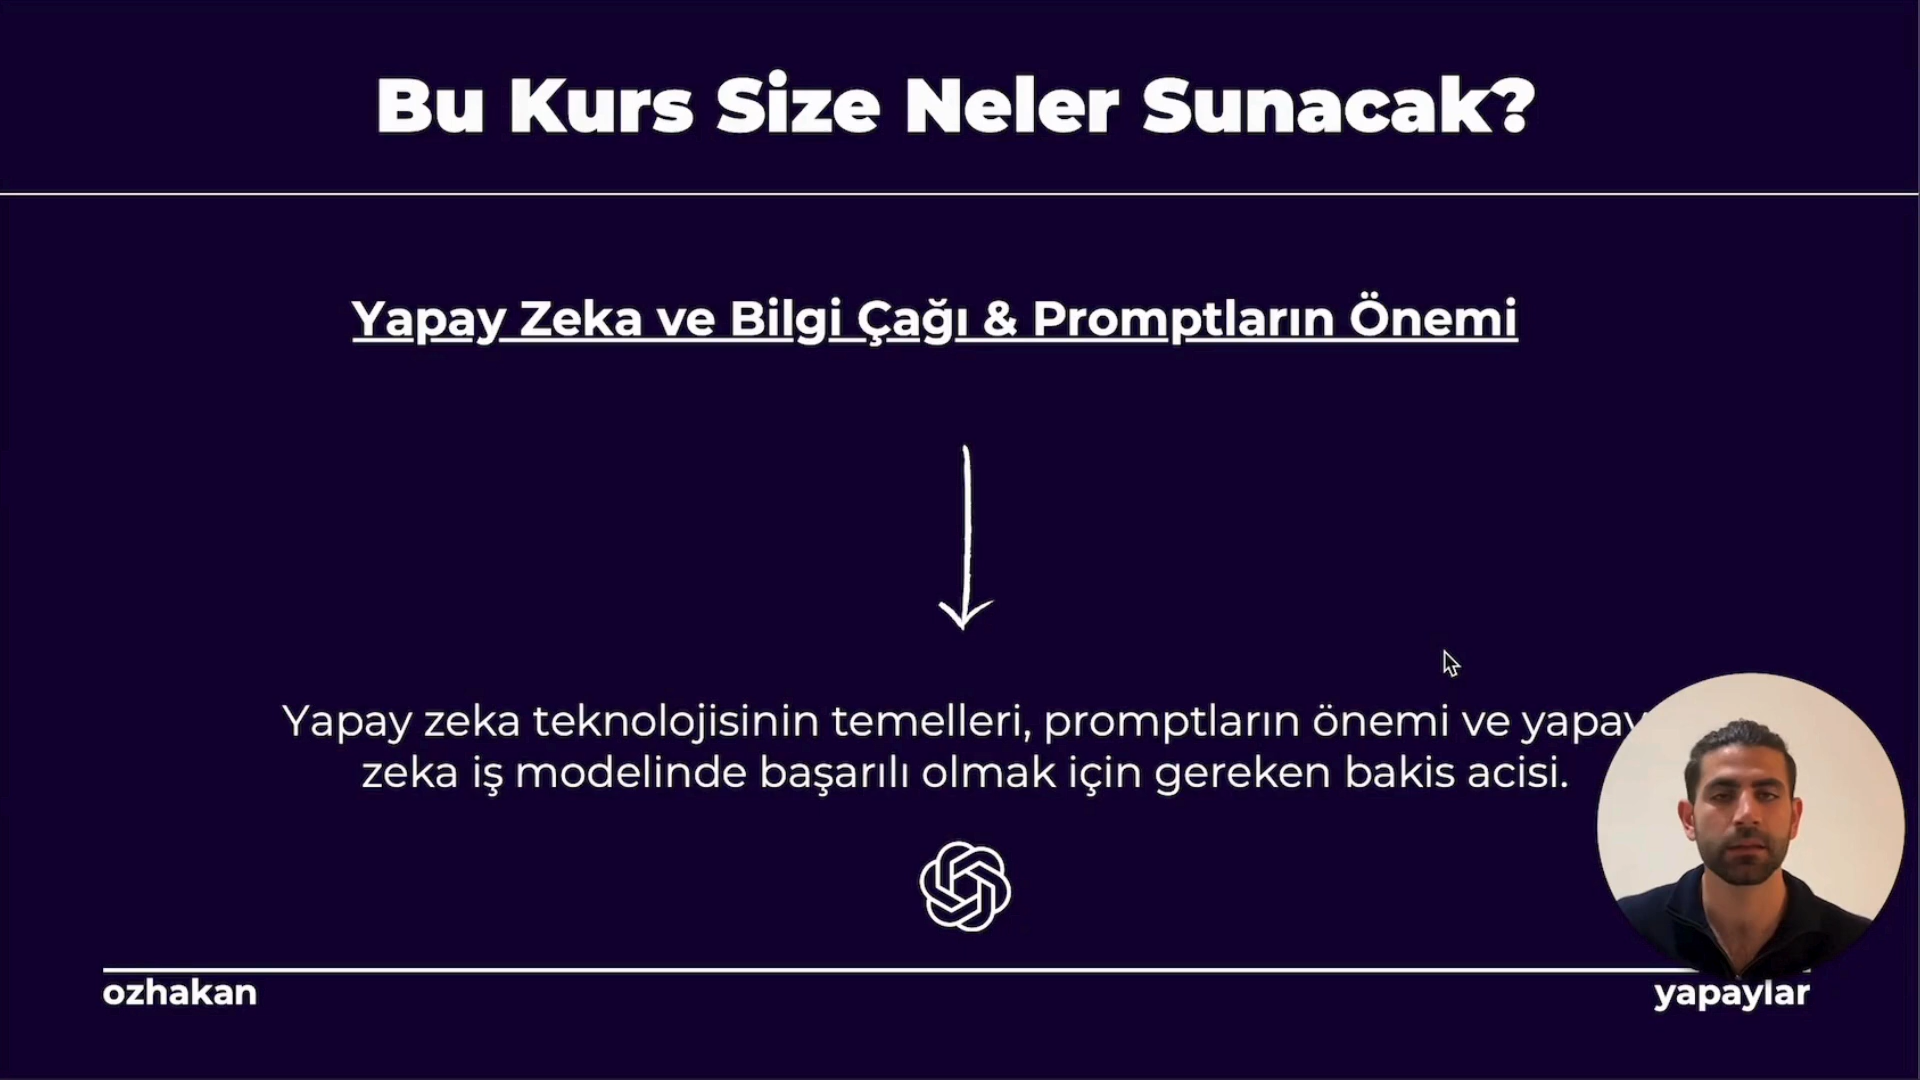 Bu Kurs Size Neler Sunacak?
Yapay Zeka ve Bilgi Çağı & Promptların Önemi
Yapay zeka teknolojisinin temelleri, promptların önemi ve yapay
zeka iş modelinde başarılı olmak için gereken bakis acisi.
ozhakan
yapaylar